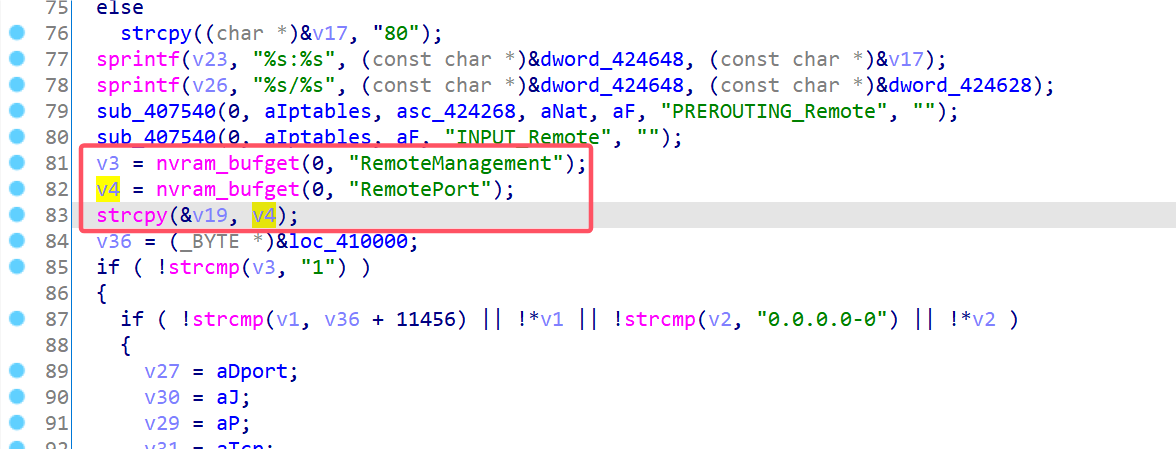 75 else
76 strcpy((char *)&v17, "80");
77 sprintf(v23, "%s:%s", (const char *)&dword_424648, (const char *)&v17);
78 sprintf(v26, "%s/%s", (const char *)&dword_424648, (const char *)&dword_424628);
79 sub_407540(0, aIptables, asc_424268, aNat, aF, "PREROUTING_Remote", "");
80 sub_407540(0, aIptables, aF, "INPUT_Remote", "");
81 v3 = nvram_bufget(0, "RemoteManagement");
82 v4 = nvram_bufget(0, "RemotePort");
83 strcpy(&v19, v4);
84 v36 = (_BYTE *)&loc_410000;
85 if ( !strcmp(v3, "1") )
86 {
87 if ( !strcmp(v1, v36 + 11456) || !*v1 || !strcmp(v2, "0.0.0.0-0") || !*v2 )
88 {
89 v27 = aDport;
90 v30 = aJ;
91 v29 = aP;
92 v31 = aTcp;